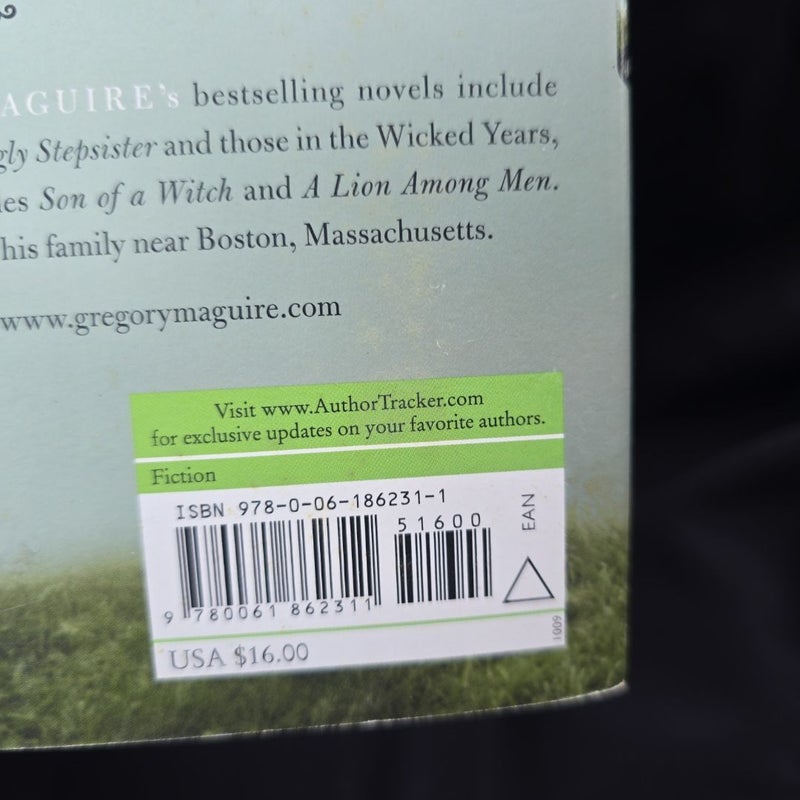 AGUIRE's bestselling novels include
gly Stepsister and those in the Wicked Years,
es Son of a Witch and A Lion Among Men.
his family near Boston, Massachusetts.
www.gregorymaguire.com
Visit www.AuthorTracker.com
for exclusive updates on your favorite authors.
Fiction
ISBN 978-0-06-186231-1
51600
EAN
9 780061 862311
USA $16.00
1009